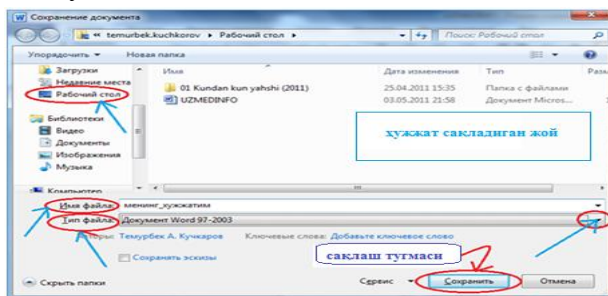 Сохранение документа
« temurbek.kuchkorov ▸ Рабочий стол ▸
Поиск: Рабочий стол
Упорядочить ▾ Новая папка
Загрузки
Недавние места
Рабочий стол
Библиотеки
Видео
Документы
Изображения
Музыка
Компьютер
Имя Дата изменения Тип Разм
01 Kundan kun yahshi (2011) 25.04.2011 15:35 Папка с файлами
UZMEDINFO 03.05.2011 21:58 Документ Micros...
хужжат сакладиган жой
Имя файла: менинг_хужжатим
Тип файла: Документ Word 97-2003
Авторы: Темурбек А. Кучкаров Ключевые слова: Добавьте ключевое слово
Сохранять эскизы
саклаш тугмаси
Скрыть папки Сервис ▾ Сохранить Отмена